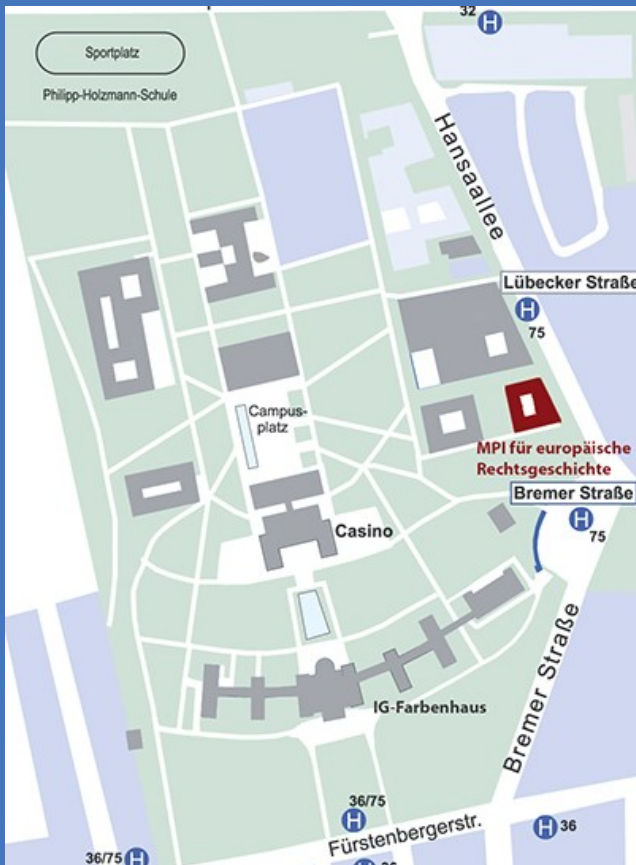 32 H
Sportplatz
Philipp-Holzmann-Schule
Hansaallee
Lübecker Straße
H
75
Campus-
platz
MPI für europäische
Rechtsgeschichte
Bremer Straße
H
75
Casino
IG-Farbenhaus
Bremer Straße
36/75
H
Fürstenbergerstr.
H 36
36/75 H